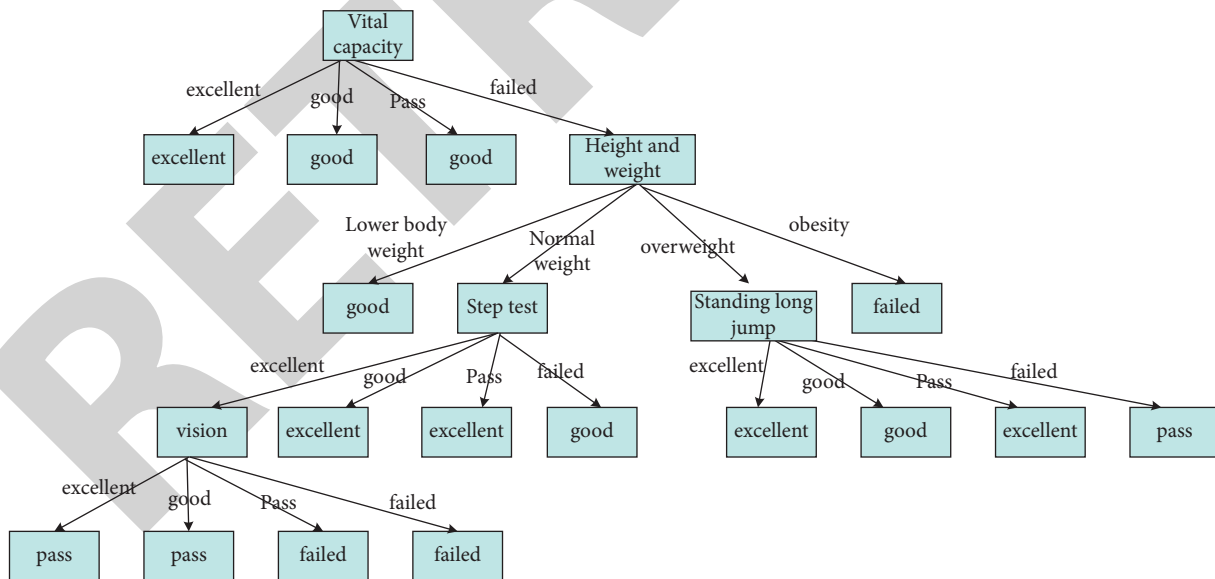 Vital
capacity
excellent
good
Pass
failed
excellent
good
good
Height and
weight
Lower body
weight
Normal
weight
overweight
obesity
good
Step test
Standing long
jump
failed
excellent
good
Pass
failed
excellent
good
Pass
failed
vision
excellent
excellent
good
excellent
good
excellent
pass
excellent
good
Pass
failed
pass
pass
failed
failed
RETR